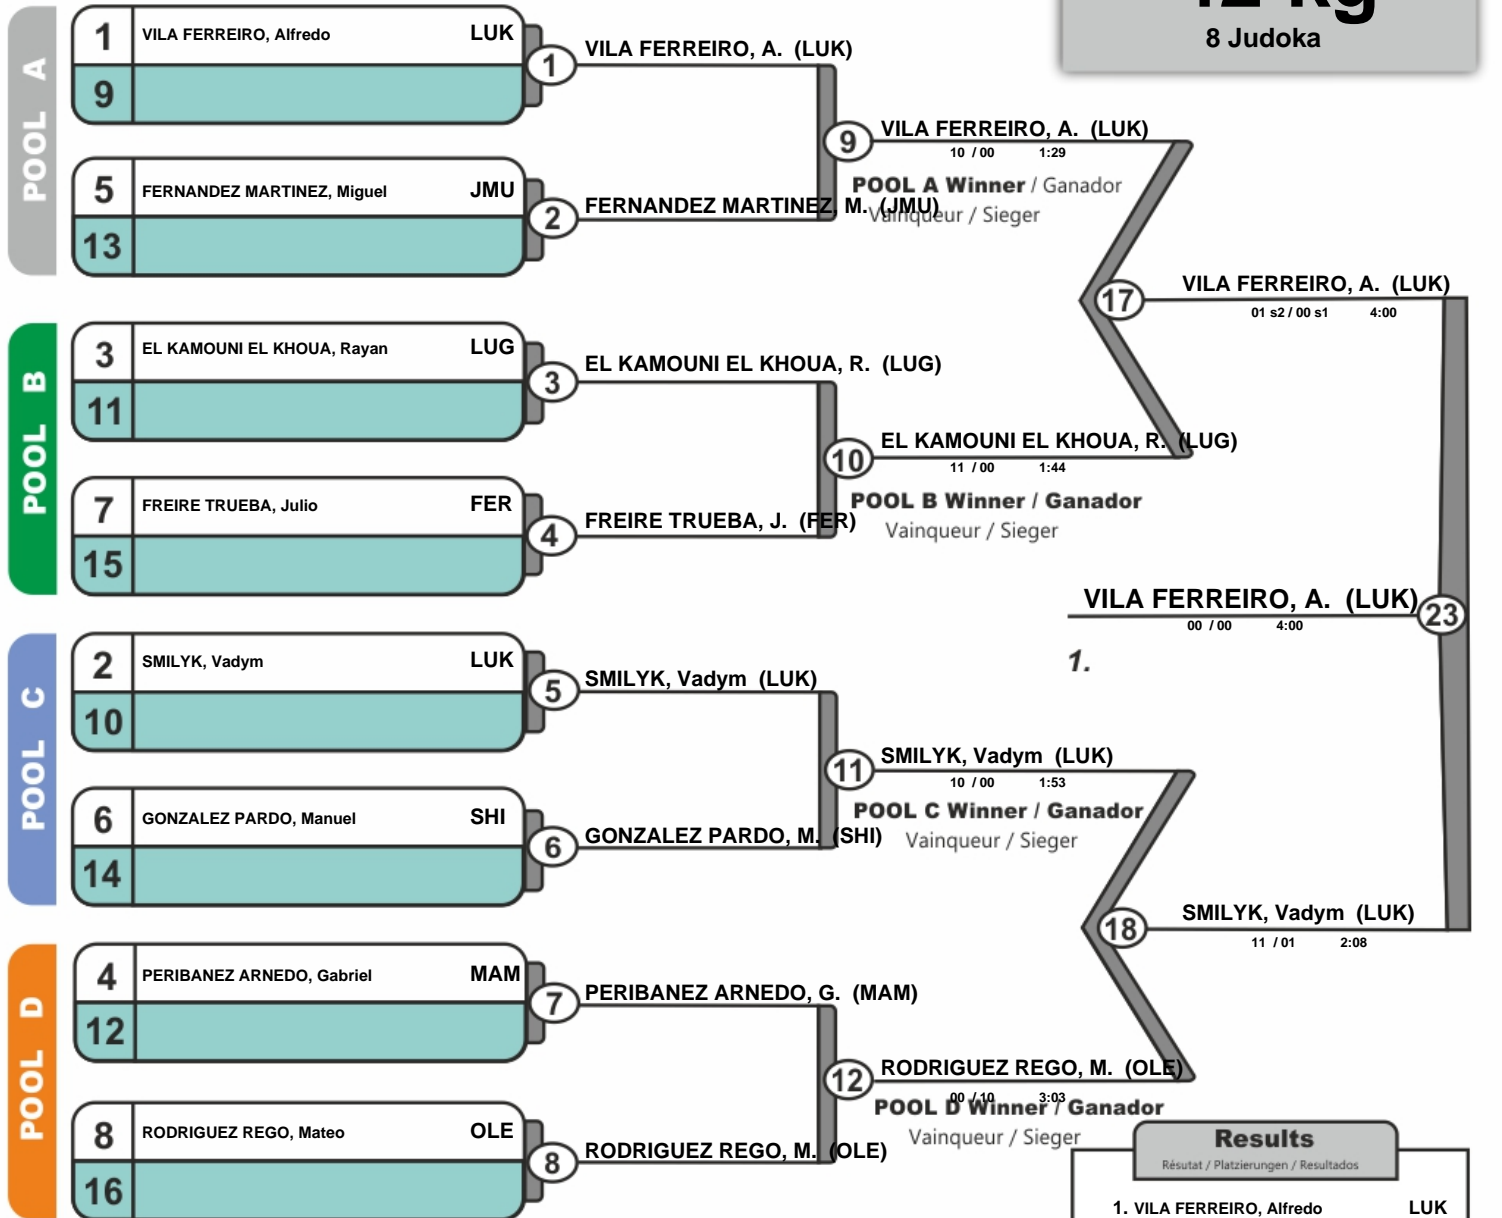 8 Judoka
POOL A
1 VILA FERREIRO, Alfredo LUK
9
1
VILA FERREIRO, A. (LUK)
5 FERNANDEZ MARTINEZ, Miguel JMU
13
2
FERNANDEZ MARTINEZ, M. (JMU)
9
VILA FERREIRO, A. (LUK)
10 / 00 1:29
POOL A Winner / Ganador
Vainqueur / Sieger
POOL B
3 EL KAMOUNI EL KHOUA, Rayan LUG
11
3
EL KAMOUNI EL KHOUA, R. (LUG)
7 FREIRE TRUEBA, Julio FER
15
4
FREIRE TRUEBA, J. (FER)
10
EL KAMOUNI EL KHOUA, R. (LUG)
11 / 00 1:44
POOL B Winner / Ganador
Vainqueur / Sieger
17
VILA FERREIRO, A. (LUK)
01 s2 / 00 s1 4:00
VILA FERREIRO, A. (LUK)
23
00 / 00 4:00
1.
POOL C
2 SMILYK, Vadym LUK
10
5
SMILYK, Vadym (LUK)
6 GONZALEZ PARDO, Manuel SHI
14
6
GONZALEZ PARDO, M. (SHI)
11
SMILYK, Vadym (LUK)
10 / 00 1:53
POOL C Winner / Ganador
Vainqueur / Sieger
POOL D
4 PERIBANEZ ARNEDO, Gabriel MAM
12
7
PERIBANEZ ARNEDO, G. (MAM)
8 RODRIGUEZ REGO, Mateo OLE
16
8
RODRIGUEZ REGO, M. (OLE)
12
RODRIGUEZ REGO, M. (OLE)
00 / 10 3:03
POOL D Winner / Ganador
Vainqueur / Sieger
18
SMILYK, Vadym (LUK)
11 / 01 2:08
Results
Résutat / Platzierungen / Resultados
1. VILA FERREIRO, Alfredo LUK